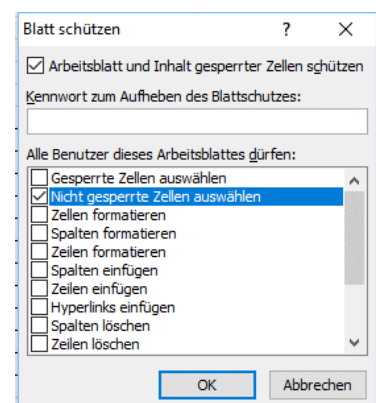 Blatt schützen ?
Arbeitsblatt und Inhalt gesperrter Zellen schützen
Kennwort zum Aufheben des Blattschutzes:
Alle Benutzer dieses Arbeitsblattes dürfen:
Gesperrte Zellen auswählen
Nicht gesperrte Zellen auswählen
Zellen formatieren
Spalten formatieren
Zeilen formatieren
Spalten einfügen
Zeilen einfügen
Hyperlinks einfügen
Spalten löschen
Zeilen löschen
OK Abbrechen